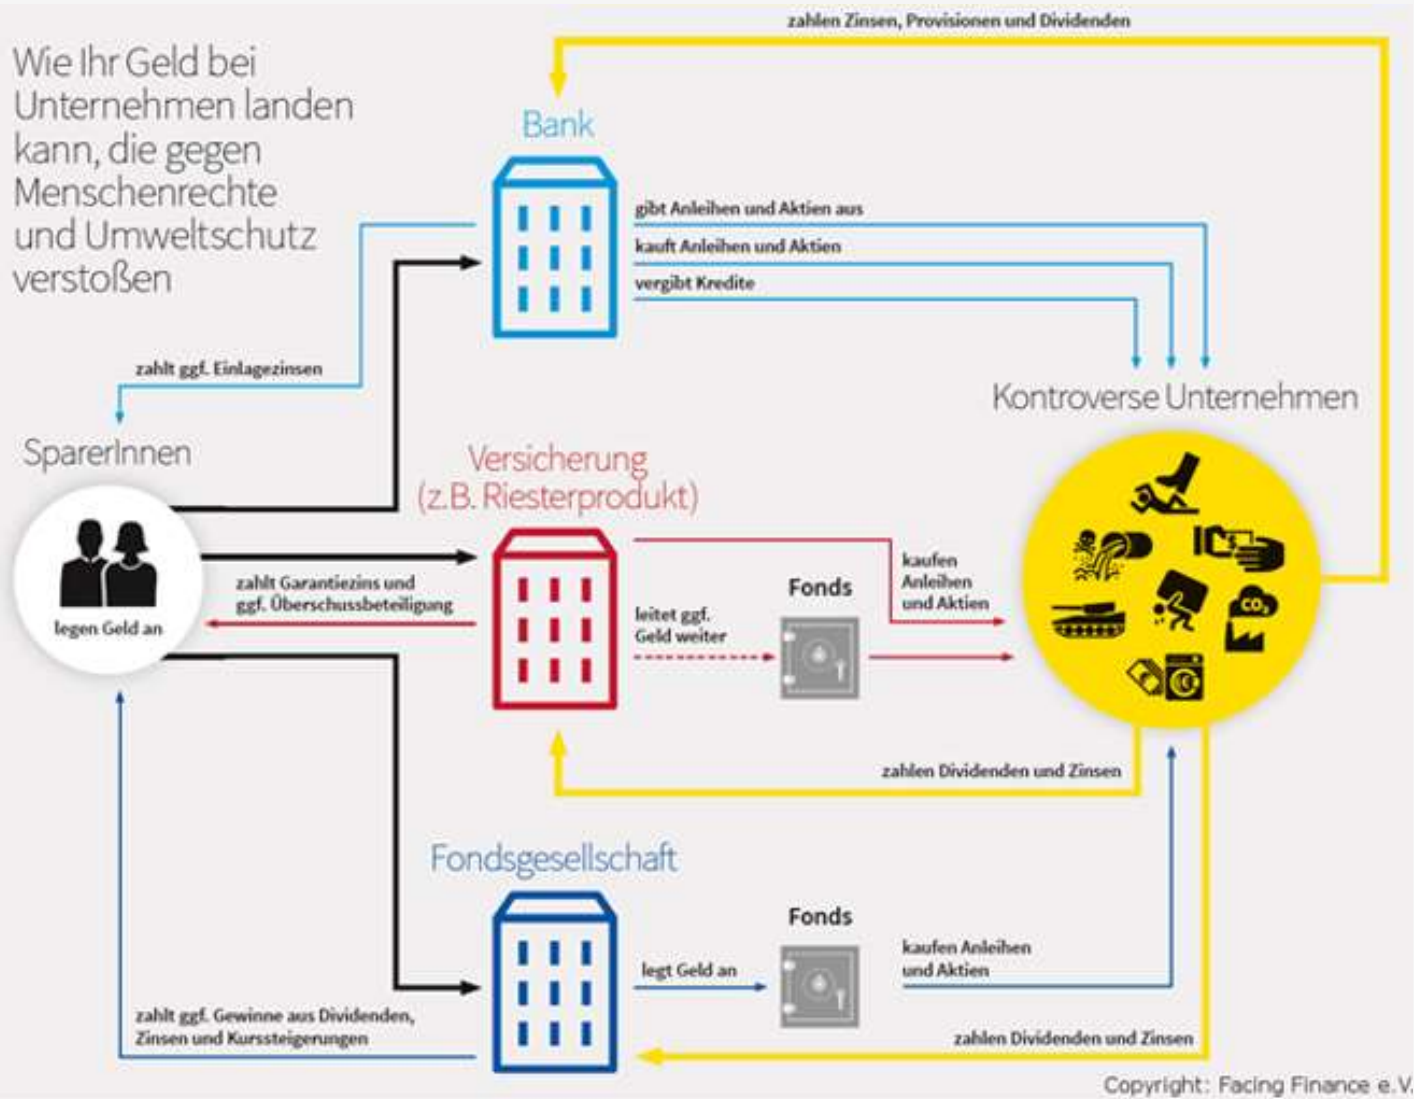 zahlen Zinsen, Provisionen und Dividenden
Wie Ihr Geld bei
Unternehmen landen
kann, die gegen
Menschenrechte
und Umweltschutz
verstoßen
Bank
gibt Anleihen und Aktien aus
kauft Anleihen und Aktien
vergibt Kredite
zahlt ggf. Einlagezinsen
Kontroverse Unternehmen
SparerInnen
legen Geld an
Versicherung
(z.B. Riesterprodukt)
zahlt Garantiezins und
ggf. Überschussbeteiligung
leitet ggf.
Geld weiter
Fonds
kaufen
Anleihen
und Aktien
CO₂
zahlen Dividenden und Zinsen
Fondsgesellschaft
legt Geld an
Fonds
kaufen Anleihen
und Aktien
zahlt ggf. Gewinne aus Dividenden,
Zinsen und Kurssteigerungen
zahlen Dividenden und Zinsen
Copyright: Facing Finance e.V.